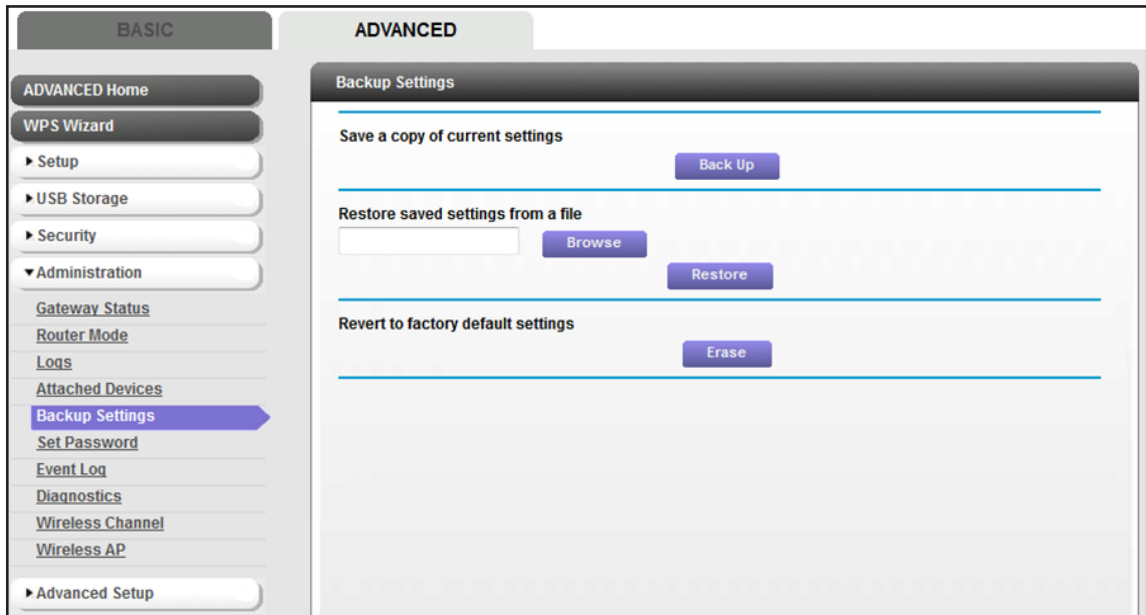 BASIC
ADVANCED
ADVANCED Home
WPS Wizard
Setup
USB Storage
Security
Administration
Gateway Status
Router Mode
Logs
Attached Devices
Backup Settings
Set Password
Event Log
Diagnostics
Wireless Channel
Wireless AP
Advanced Setup
Backup Settings
Save a copy of current settings
Back Up
Restore saved settings from a file
Browse
Restore
Revert to factory default settings
Erase